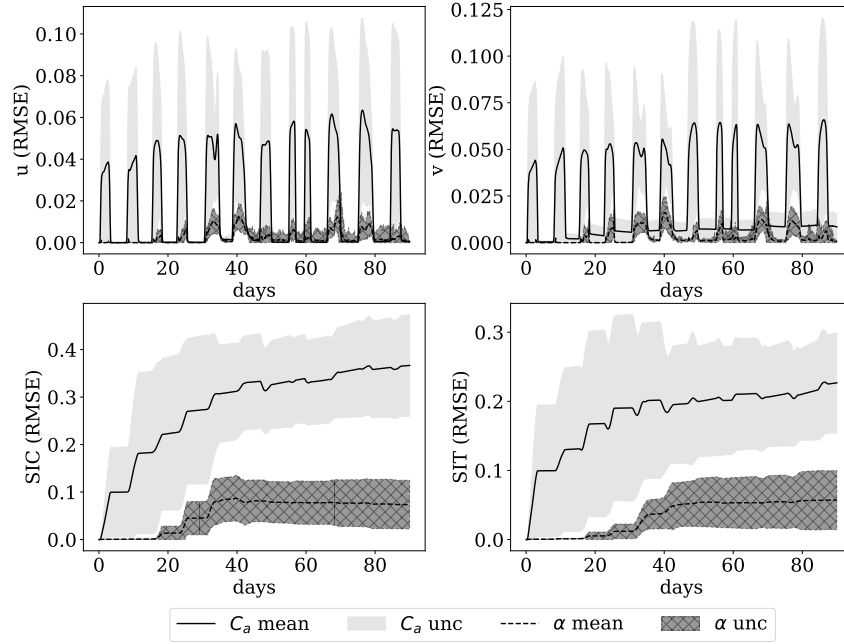 0.10
0.08
0.06
0.04
0.02
0.00
u (RMSE)
0 20 40 60 80
days
0.125
0.100
0.075
0.050
0.025
0.000
v (RMSE)
0 20 40 60 80
days
0.4
0.3
0.2
0.1
0.0
SIC (RMSE)
0 20 40 60 80
days
0.3
0.2
0.1
0.0
SIT (RMSE)
0 20 40 60 80
days
Cₐ mean Cₐ unc α mean α unc